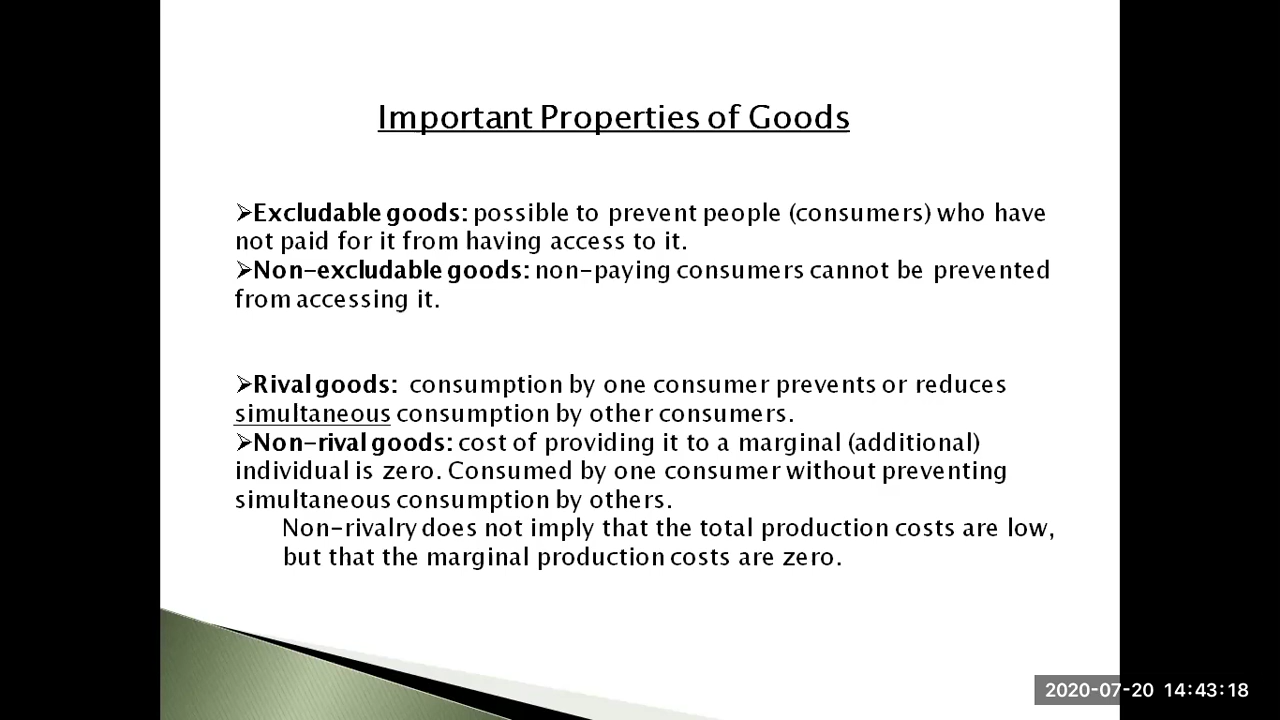 Important Properties of Goods
➢Excludable goods: possible to prevent people (consumers) who have
not paid for it from having access to it.
➢Non-excludable goods: non-paying consumers cannot be prevented
from accessing it.
➢Rival goods: consumption by one consumer prevents or reduces
simultaneous consumption by other consumers.
➢Non-rival goods: cost of providing it to a marginal (additional)
individual is zero. Consumed by one consumer without preventing
simultaneous consumption by others.
Non-rivalry does not imply that the total production costs are low,
but that the marginal production costs are zero.
2020-07-20 14:43:18